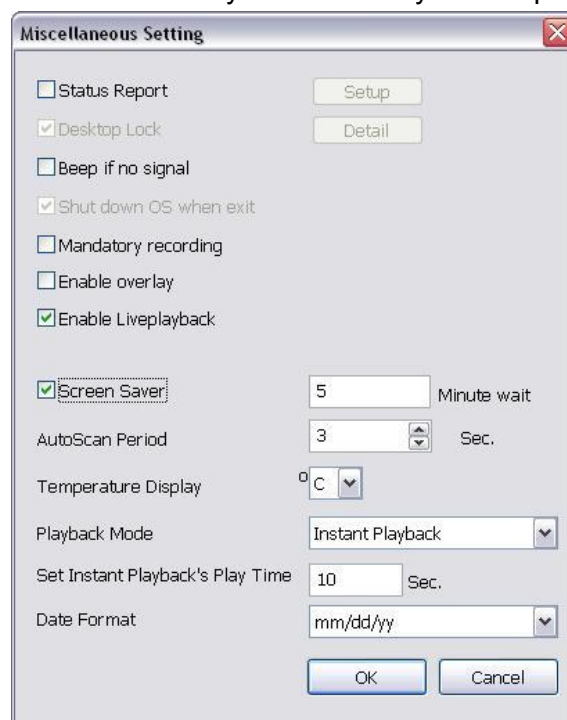 Miscellaneous Setting
Status Report Setup
Desktop Lock Detail
Beep if no signal
Shut down OS when exit
Mandatory recording
Enable overlay
Enable Liveplayback
Screen Saver 5 Minute wait
AutoScan Period 3 Sec.
Temperature Display °C
Playback Mode Instant Playback
Set Instant Playback's Play Time 10 Sec.
Date Format mm/dd/yy
OK Cancel